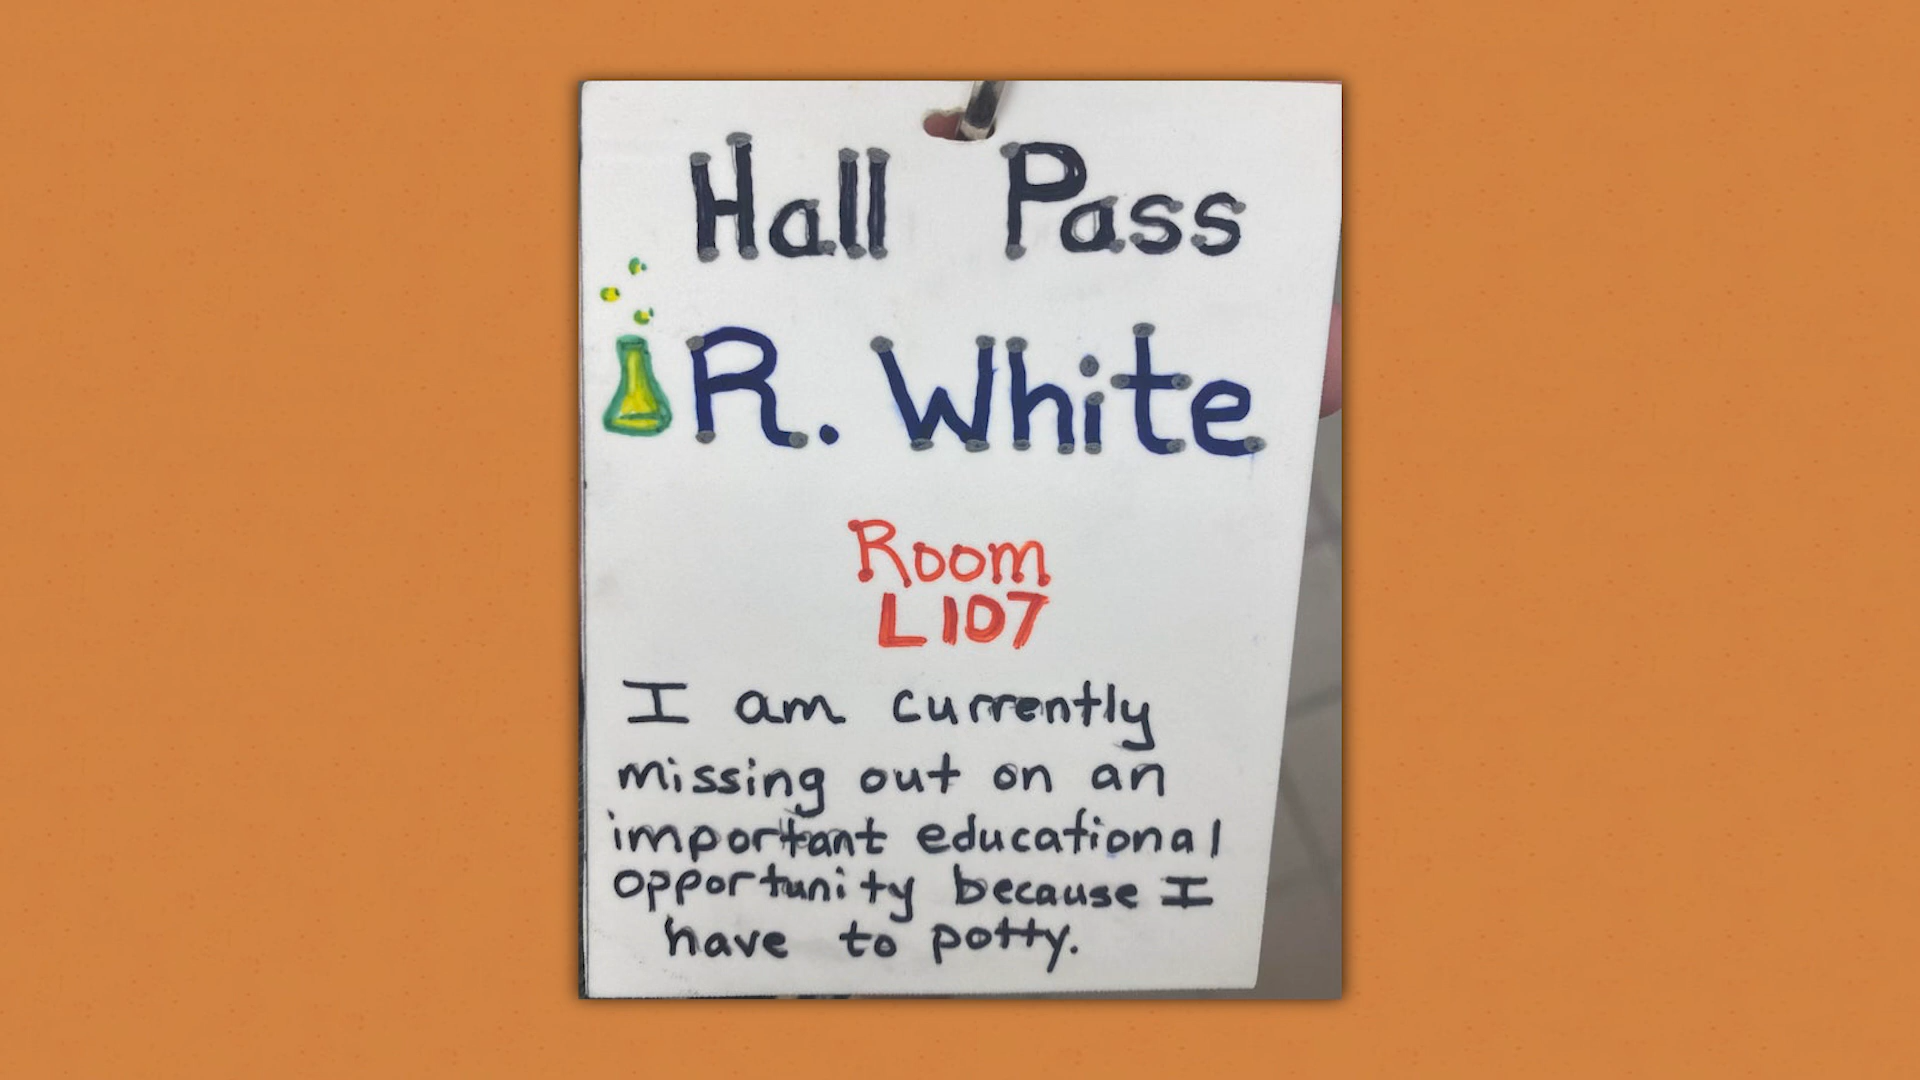 Hall Pass
R. White
Room
L107
I am currently
missing out on an
important educational
opportunity because I
have to potty.